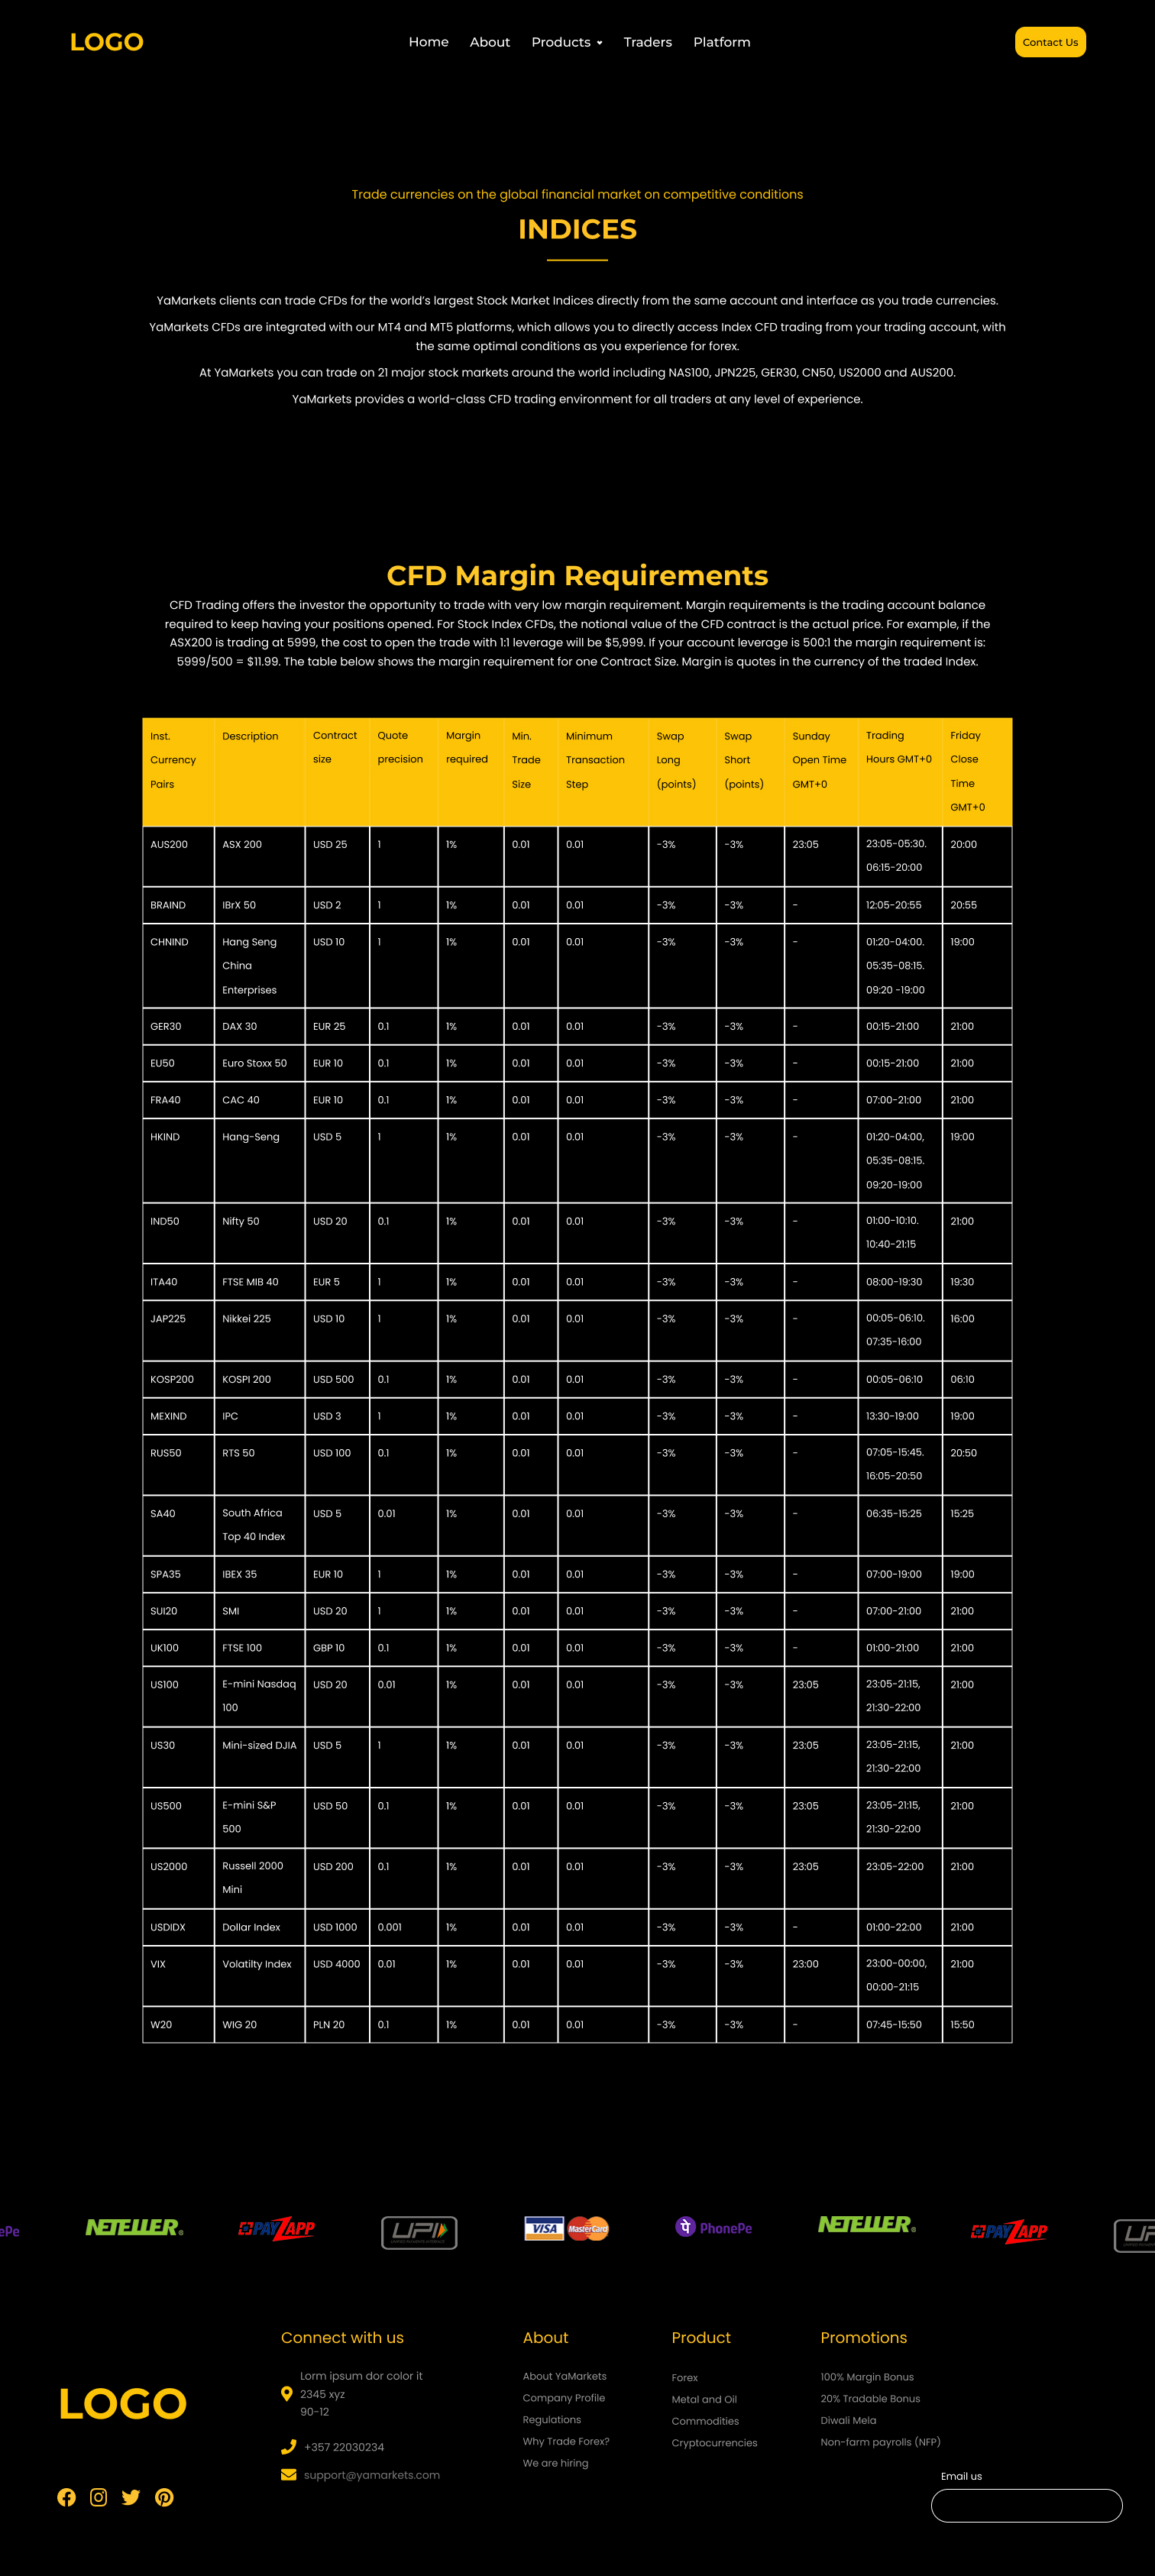 LOGO
Home About Products Traders Platform
Contact Us
Trade currencies on the global financial market on competitive conditions
INDICES
YaMarkets clients can trade CFDs for the world’s largest Stock Market Indices directly from the same account and interface as you trade currencies.
YaMarkets CFDs are integrated with our MT4 and MT5 platforms, which allows you to directly access Index CFD trading from your trading account, with
the same optimal conditions as you experience for forex.
At YaMarkets you can trade on 21 major stock markets around the world including NAS100, JPN225, GER30, CN50, US2000 and AUS200.
YaMarkets provides a world-class CFD trading environment for all traders at any level of experience.
CFD Margin Requirements
CFD Trading offers the investor the opportunity to trade with very low margin requirement. Margin requirements is the trading account balance
required to keep having your positions opened. For Stock Index CFDs, the notional value of the CFD contract is the actual price. For example, if the
ASX200 is trading at 5999, the cost to open the trade with 1:1 leverage will be $5,999. If your account leverage is 500:1 the margin requirement is:
5999/500 = $11.99. The table below shows the margin requirement for one Contract Size. Margin is quotes in the currency of the traded Index.
Inst. Currency Pairs Description Contract size Quote precision Margin required Min. Trade Size Minimum Transaction Step Swap Long (points) Swap Short (points) Sunday Open Time GMT+0 Trading Hours GMT+0 Friday Close Time GMT+0
AUS200 ASX 200 USD 25 1 1% 0.01 0.01 -3% -3% 23:05 23:05-05:30. 06:15-20:00 20:00
BRAIND IBrX 50 USD 2 1 1% 0.01 0.01 -3% -3% - 12:05-20:55 20:55
CHNIND Hang Seng China Enterprises USD 10 1 1% 0.01 0.01 -3% -3% - 01:20-04:00. 05:35-08:15. 09:20 -19:00 19:00
GER30 DAX 30 EUR 25 0.1 1% 0.01 0.01 -3% -3% - 00:15-21:00 21:00
EU50 Euro Stoxx 50 EUR 10 0.1 1% 0.01 0.01 -3% -3% - 00:15-21:00 21:00
FRA40 CAC 40 EUR 10 0.1 1% 0.01 0.01 -3% -3% - 07:00-21:00 21:00
HKIND Hang-Seng USD 5 1 1% 0.01 0.01 -3% -3% - 01:20-04:00, 05:35-08:15. 09:20-19:00 19:00
IND50 Nifty 50 USD 20 0.1 1% 0.01 0.01 -3% -3% - 01:00-10:10. 10:40-21:15 21:00
ITA40 FTSE MIB 40 EUR 5 1 1% 0.01 0.01 -3% -3% - 08:00-19:30 19:30
JAP225 Nikkei 225 USD 10 1 1% 0.01 0.01 -3% -3% - 00:05-06:10. 07:35-16:00 16:00
KOSP200 KOSPI 200 USD 500 0.1 1% 0.01 0.01 -3% -3% - 00:05-06:10 06:10
MEXIND IPC USD 3 1 1% 0.01 0.01 -3% -3% - 13:30-19:00 19:00
RUS50 RTS 50 USD 100 0.1 1% 0.01 0.01 -3% -3% - 07:05-15:45. 16:05-20:50 20:50
SA40 South Africa Top 40 Index USD 5 0.01 1% 0.01 0.01 -3% -3% - 06:35-15:25 15:25
SPA35 IBEX 35 EUR 10 1 1% 0.01 0.01 -3% -3% - 07:00-19:00 19:00
SUI20 SMI USD 20 1 1% 0.01 0.01 -3% -3% - 07:00-21:00 21:00
UK100 FTSE 100 GBP 10 0.1 1% 0.01 0.01 -3% -3% - 01:00-21:00 21:00
US100 E-mini Nasdaq 100 USD 20 0.01 1% 0.01 0.01 -3% -3% 23:05 23:05-21:15, 21:30-22:00 21:00
US30 Mini-sized DJIA USD 5 1 1% 0.01 0.01 -3% -3% 23:05 23:05-21:15, 21:30-22:00 21:00
US500 E-mini S&P 500 USD 50 0.1 1% 0.01 0.01 -3% -3% 23:05 23:05-21:15, 21:30-22:00 21:00
US2000 Russell 2000 Mini USD 200 0.1 1% 0.01 0.01 -3% -3% 23:05 23:05-22:00 21:00
USDIDX Dollar Index USD 1000 0.001 1% 0.01 0.01 -3% -3% - 01:00-22:00 21:00
VIX Volatilty Index USD 4000 0.01 1% 0.01 0.01 -3% -3% 23:00 23:00-00:00, 00:00-21:15 21:00
W20 WIG 20 PLN 20 0.1 1% 0.01 0.01 -3% -3% - 07:45-15:50 15:50
ePe NETELLER PAYZAPP UPI VISA MasterCard पे PhonePe NETELLER PAYZAPP UP
LOGO
Connect with us
Lorm ipsum dor color it
2345 xyz
90-12
+357 22030234
support@yamarkets.com
About
About YaMarkets
Company Profile
Regulations
Why Trade Forex?
We are hiring
Product
Forex
Metal and Oil
Commodities
Cryptocurrencies
Promotions
100% Margin Bonus
20% Tradable Bonus
Diwali Mela
Non-farm payrolls (NFP)
Email us